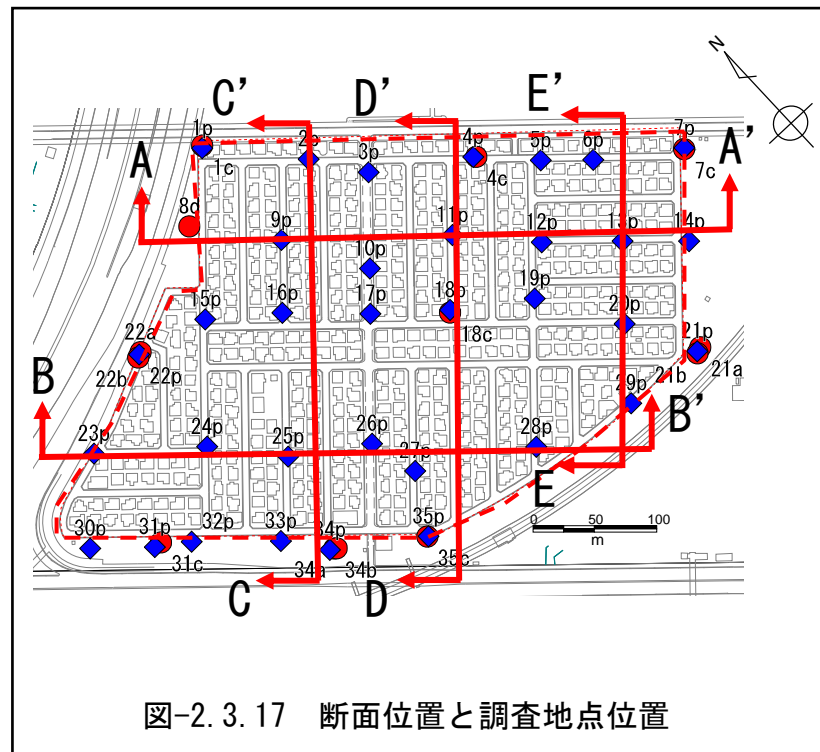 N
C’ D’ E’
1p 2c 3p 4p 5p 6p 7p
A 1c 4c 7c A’
8d 9p 11p 12p 13p 14p
10p
15p 16p 17p 18p 19p 20p
18c
22a 21p
22b 22p 21b 21a
B 29p B’
23p 24p 25p 26p 27p 28p
E
0 50 100
m
30p 31p 32p 33p 34p 35p
31c 34a 34b 35c
C D
図-2.3.17 断面位置と調査地点位置